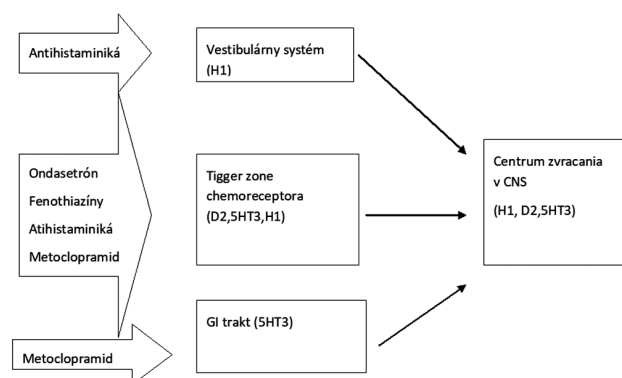 Antihistaminiká
Vestibulárny systém
(H1)
Ondasetrón
Fenothiazíny
Atihistaminiká
Metoclopramid
Tigger zone
chemoreceptora
(D2,5HT3,H1)
Centrum zvracania
v CNS
(H1, D2,5HT3)
GI trakt (5HT3)
Metoclopramid